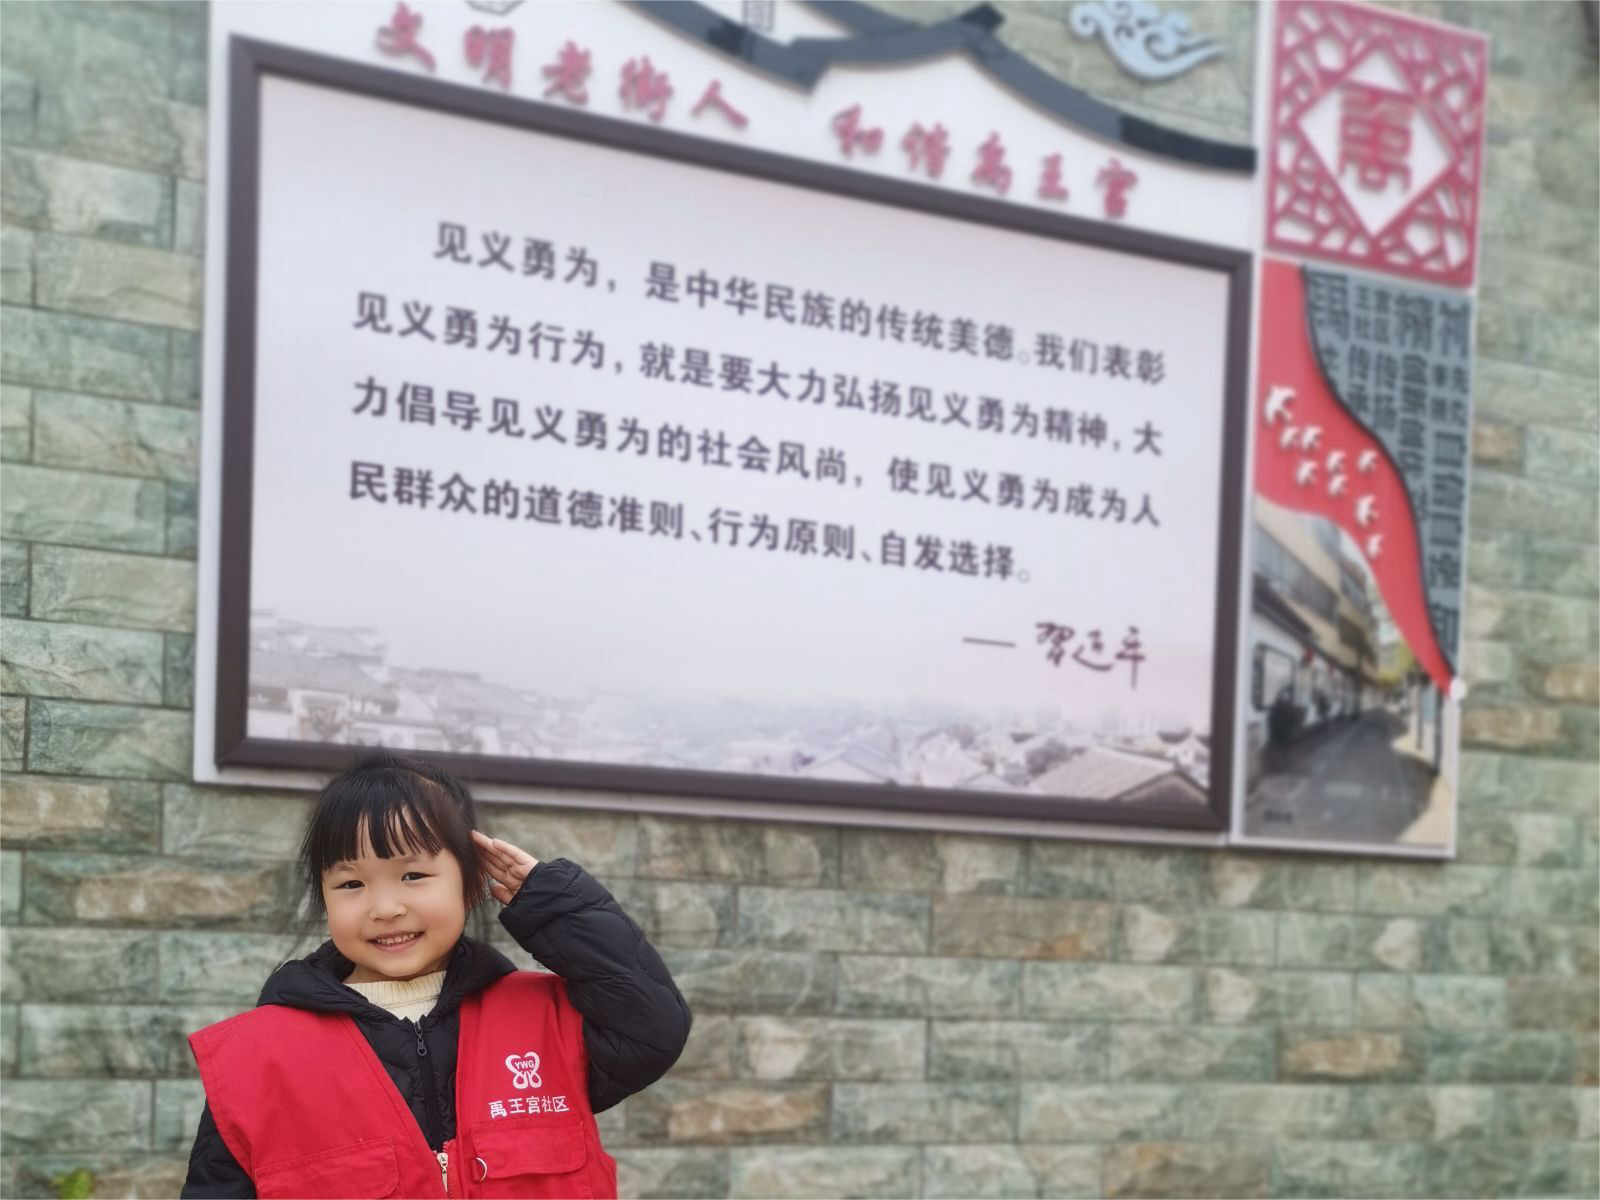 文明老街人 和谐禹王宫
禹
见义勇为，是中华民族的传统美德。我们表彰
见义勇为行为，就是要大力弘扬见义勇为精神，大
力倡导见义勇为的社会风尚，使见义勇为成为人
民群众的道德准则、行为原则、自发选择。
— 习近平
YWG
禹王宫社区